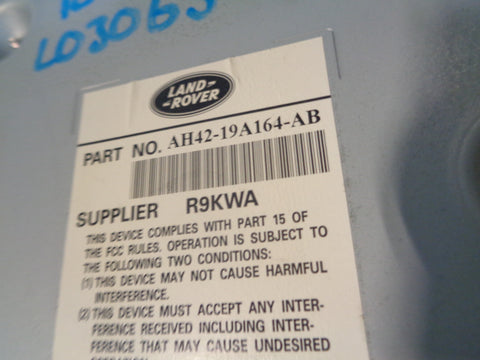 L0306
LAND-
-ROVER
PART NO. AH42-19A164-AB
SUPPLIER R9KWA
THIS DEVICE COMPLIES WITH PART 15 OF
THE FCC RULES. OPERATION IS SUBJECT TO
THE FOLLOWING TWO CONDITIONS:
(1) THIS DEVICE MAY NOT CAUSE HARMFUL
INTERFERENCE.
(2) THIS DEVICE MUST ACCEPT ANY INTER-
FERENCE RECEIVED INCLUDING INTER-
FERENCE THAT MAY CAUSE UNDESIRED
OPERATION.